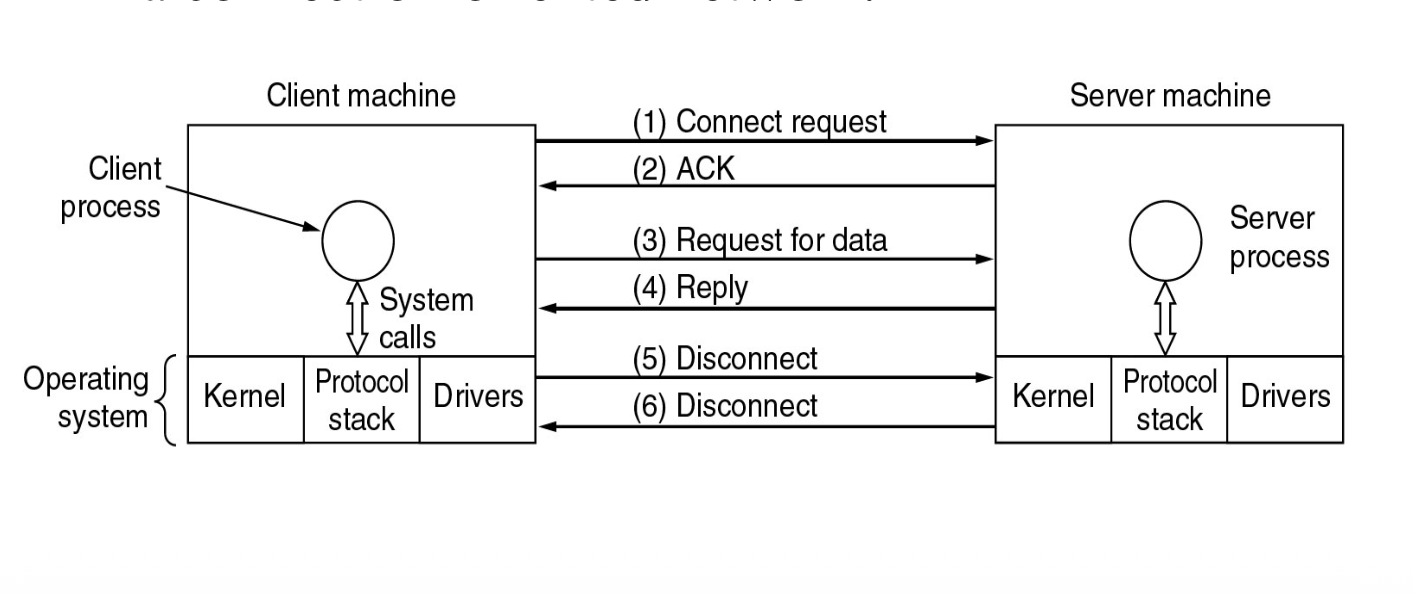 Client machine
Server machine
(1) Connect request
(2) ACK
Client
process
(3) Request for data
Server
process
(4) Reply
System
calls
(5) Disconnect
Operating
system
Kernel
Protocol
stack
Drivers
(6) Disconnect
Kernel
Protocol
stack
Drivers